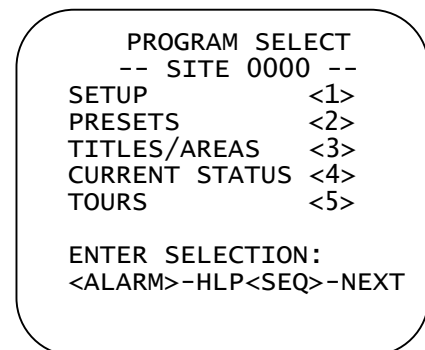 PROGRAM SELECT
-- SITE 0000 --
SETUP <1>
PRESETS <2>
TITLES/AREAS <3>
CURRENT STATUS <4>
TOURS <5>
ENTER SELECTION:
<ALARM>-HLP<SEQ>-NEXT